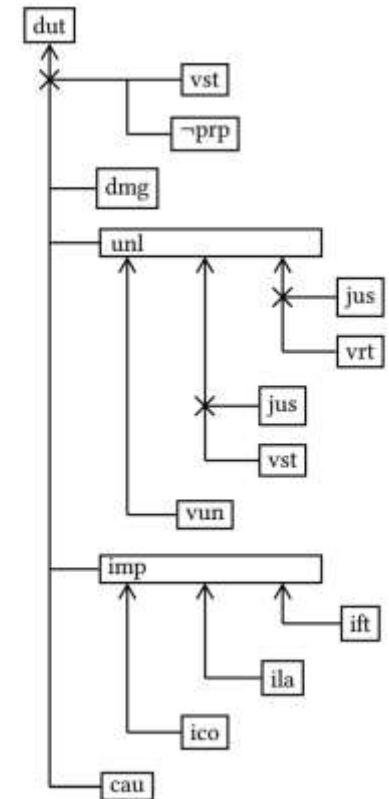 dut
vst
¬prp
dmg
unl
jus
vrt
jus
vst
vun
imp
ift
ila
ico
cau